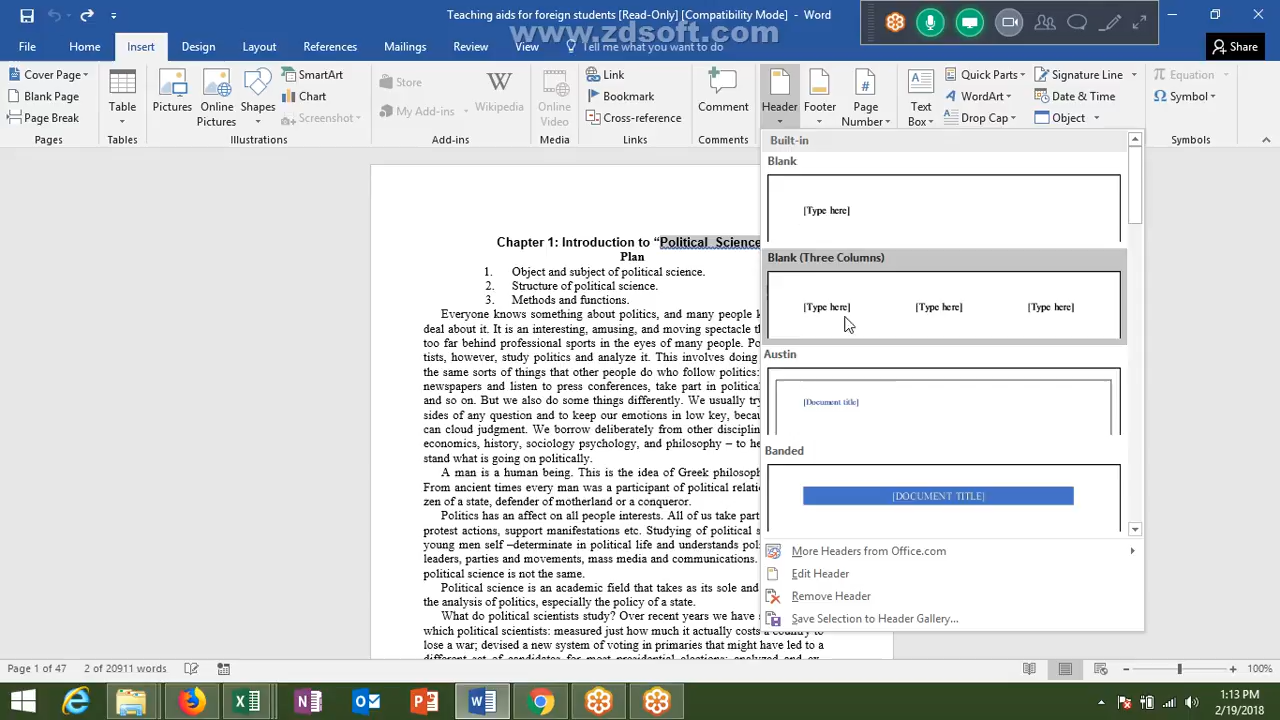 Teaching aids for foreign students [Read-Only] [Compatibility Mode] - Word
www.zdsoft.com
File Home Insert Design Layout References Mailings Review View Tell me what you want to do Share
Cover Page
Blank Page
Page Break
Pages
Table
Tables
Pictures
Online Pictures
Shapes
SmartArt
Chart
Screenshot
Illustrations
Store
My Add-ins
Wikipedia
Add-ins
Online Video
Media
Link
Bookmark
Cross-reference
Links
Comment
Comments
Header
Footer
Page Number
Text Box
Quick Parts
WordArt
Drop Cap
Signature Line
Date & Time
Object
Equation
Symbol
Symbols
Built-in
Blank
[Type here]
Blank (Three Columns)
[Type here] [Type here] [Type here]
Austin
[Document title]
Banded
[DOCUMENT TITLE]
More Headers from Office.com
Edit Header
Remove Header
Save Selection to Header Gallery...
Chapter 1: Introduction to “Political Science
Plan
1. Object and subject of political science.
2. Structure of political science.
3. Methods and functions.
Everyone knows something about politics, and many people
deal about it. It is an interesting, amusing, and moving spectacle
too far behind professional sports in the eyes of many people. Po
tists, however, study politics and analyze it. This involves doing
the same sorts of things that other people do who follow politics:
newspapers and listen to press conferences, take part in political
and so on. But we also do some things differently. We usually try
sides of any question and to keep our emotions in low key, becau
can cloud judgment. We borrow deliberately from other disciplin
economics, history, sociology psychology, and philosophy – to he
stand what is going on politically.
A man is a human being. This is the idea of Greek philosoph
From ancient times every man was a participant of political relatio
zen of a state, defender of motherland or a conqueror.
Politics has an affect on all people interests. All of us take part
protest actions, support manifestations etc. Studying of political s
young men self –determinate in political life and understands pol
leaders, parties and movements, mass media and communications.
political science is not the same.
Political science is an academic field that takes as its sole and
the analysis of politics, especially the policy of a state.
What do political scientists study? Over recent years we have
which political scientists: measured just how much it actually costs a country to
lose a war; devised a new system of voting in primaries that might have led to a
different set of candidates for most presidential elections; analyzed and ex-
Page 1 of 47 2 of 20911 words 100%
1:13 PM
2/19/2018